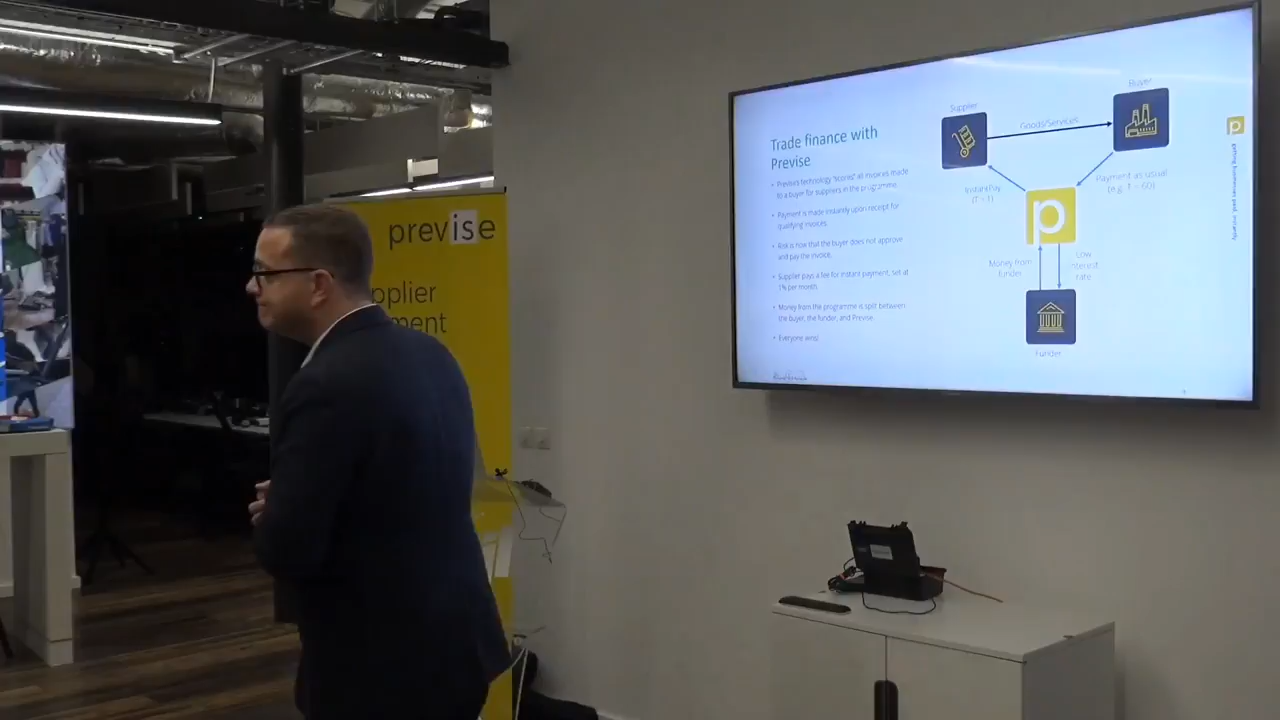 previse
pplier
ment
Trade finance with
Previse
Previse's technology "scores" all invoices made
to a buyer for suppliers in the programme.
Payment is made instantly upon receipt for
qualifying invoices.
Risk is now that the buyer does not approve
and pay the invoice.
Supplier pays a fee for instant payment, set at
1% per month.
Money from the programme is split between
the buyer, the funder, and Previse.
Everyone wins!
Supplier
Goods/Services
Buyer
InstantPay
(T + 1)
Payment as usual
(e.g. T + 60)
p
Money from
funder
Low
interest
rate
Funder
p